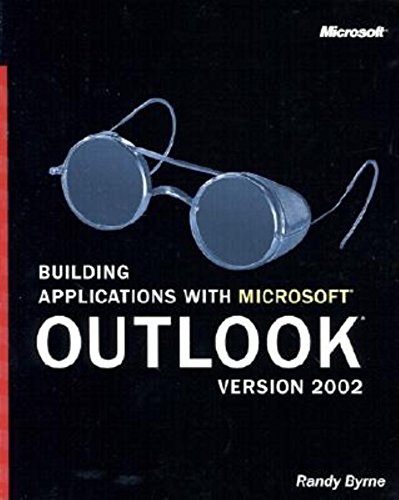 Microsoft®
BUILDING
APPLICATIONS WITH MICROSOFT®
OUTLOOK®
VERSION 2002
Randy Byrne